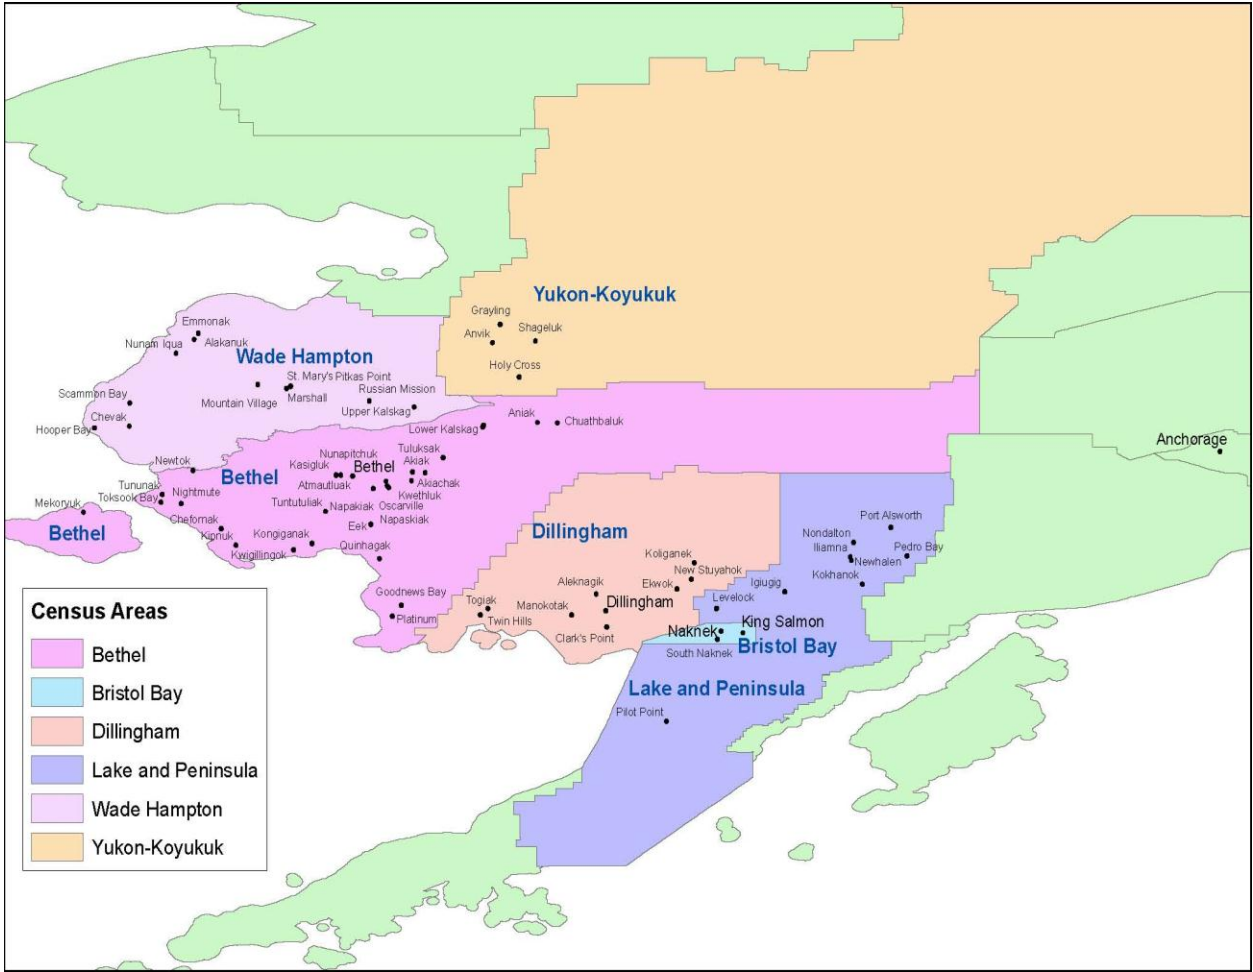 Yukon-Koyukuk
Grayling
Anvik
Shageluk
Holy Cross
Emmonak
Nunam Iqua
Alakanuk
Wade Hampton
St. Mary's
Pitkas Point
Mountain Village
Marshall
Russian Mission
Upper Kalskag
Scammon Bay
Chevak
Hooper Bay
Lower Kalskag
Aniak
Chuathbaluk
Anchorage
Newtok
Bethel
Nunapitchuk
Kasigluk
Bethel
Atmautluak
Tuluksak
Akiak
Akiachak
Kwethluk
Tununak
Toksook Bay
Nightmute
Mekoryuk
Bethel
Chefornak
Kipnuk
Kongiganak
Kwigillingok
Tuntutuliak
Napakiak
Oscarville
Napaskiak
Eek
Quinhagak
Goodnews Bay
Platinum
Dillingham
Koliganek
New Stuyahok
Ekwok
Aleknagik
Dillingham
Manokotak
Togiak
Twin Hills
Clark's Point
Port Alsworth
Nondalton
Iliamna
Newhalen
Pedro Bay
Kokhanok
Igiugig
Levelock
Naknek
King Salmon
South Naknek
Bristol Bay
Lake and Peninsula
Pilot Point
Census Areas
Bethel
Bristol Bay
Dillingham
Lake and Peninsula
Wade Hampton
Yukon-Koyukuk